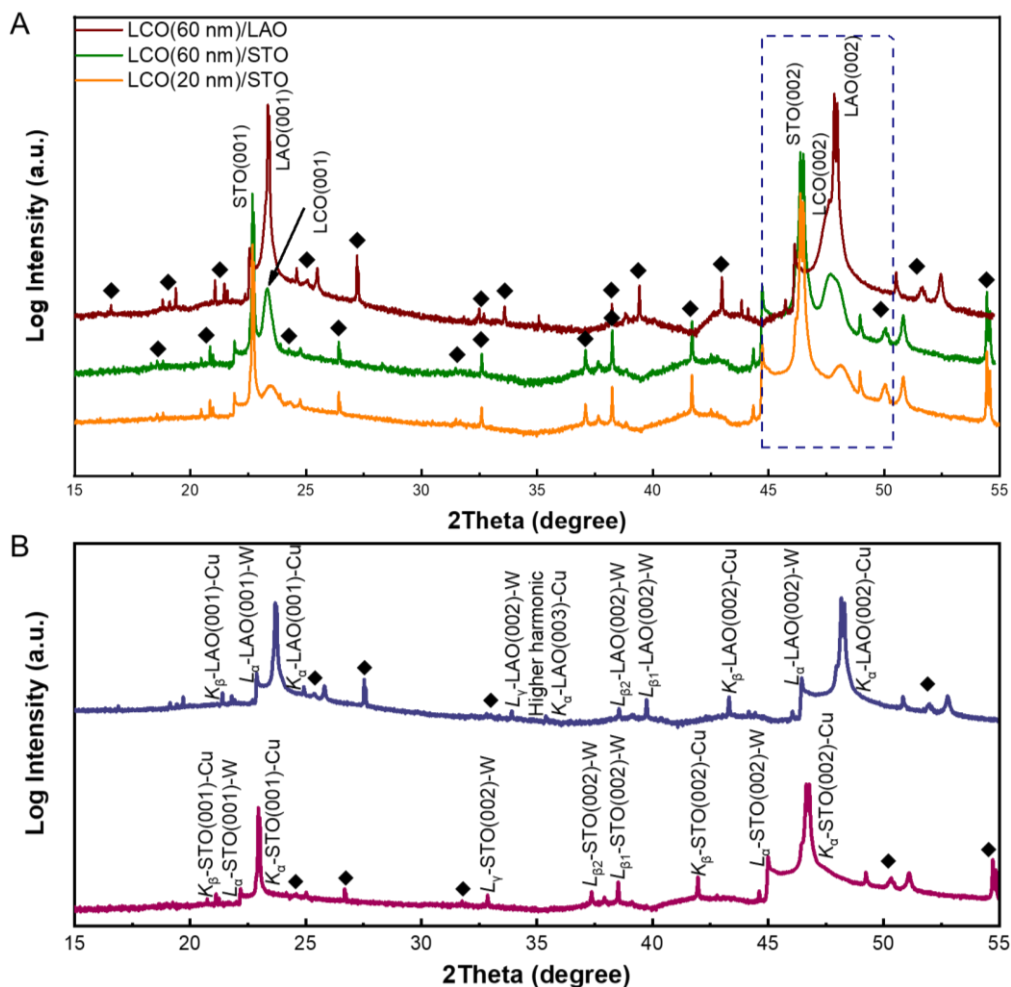 A
LCO(60 nm)/LAO
LCO(60 nm)/STO
LCO(20 nm)/STO
STO(001)
LAO(001)
LCO(001)
STO(002)
LCO(002)
LAO(002)
Log Intensity (a.u.)
15 20 25 30 35 40 45 50 55
2Theta (degree)
B
Kβ-LAO(001)-Cu
Lα-LAO(001)-W
Kα-LAO(001)-Cu
Lγ-LAO(002)-W
Higher harmonic
Kα-LAO(003)-Cu
Lβ2-LAO(002)-W
Lβ1-LAO(002)-W
Kβ-LAO(002)-Cu
Lα-LAO(002)-W
Kα-LAO(002)-Cu
Kβ-STO(001)-Cu
Lα-STO(001)-W
Kα-STO(001)-Cu
Lγ-STO(002)-W
Lβ2-STO(002)-W
Lβ1-STO(002)-W
Kβ-STO(002)-Cu
Lα-STO(002)-W
Kα-STO(002)-Cu
Log Intensity (a.u.)
15 20 25 30 35 40 45 50 55
2Theta (degree)